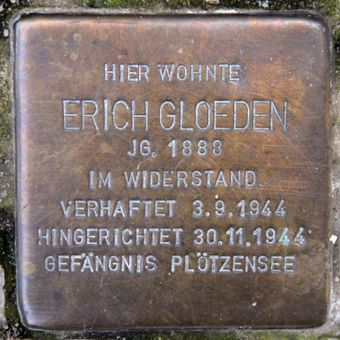 HIER WOHNTE
ERICH GLOEDEN
JG. 1888
IM WIDERSTAND
VERHAFTET 3.9.1944
HINGERICHTET 30.11.1944
GEFÄNGNIS PLÖTZENSEE